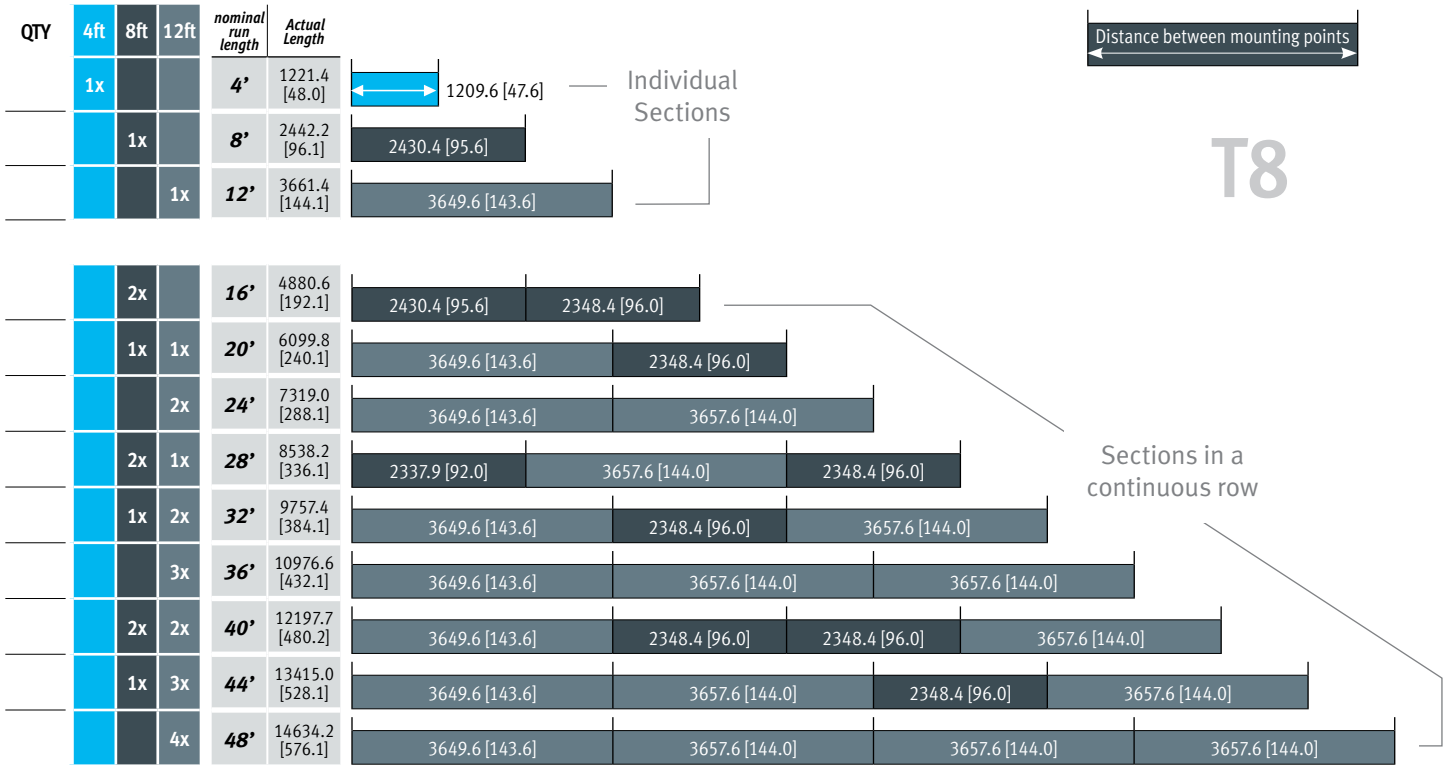 QTY 4ft 8ft 12ft nominal run length Actual Length
Distance between mounting points
1x 4’ 1221.4 [48.0] 1209.6 [47.6]
Individual Sections
1x 8’ 2442.2 [96.1] 2430.4 [95.6]
T8
1x 12’ 3661.4 [144.1] 3649.6 [143.6]
2x 16’ 4880.6 [192.1] 2430.4 [95.6] 2348.4 [96.0]
1x 1x 20’ 6099.8 [240.1] 3649.6 [143.6] 2348.4 [96.0]
2x 24’ 7319.0 [288.1] 3649.6 [143.6] 3657.6 [144.0]
2x 1x 28’ 8538.2 [336.1] 2337.9 [92.0] 3657.6 [144.0] 2348.4 [96.0]
Sections in a continuous row
1x 2x 32’ 9757.4 [384.1] 3649.6 [143.6] 2348.4 [96.0] 3657.6 [144.0]
3x 36’ 10976.6 [432.1] 3649.6 [143.6] 3657.6 [144.0] 3657.6 [144.0]
2x 2x 40’ 12197.7 [480.2] 3649.6 [143.6] 2348.4 [96.0] 2348.4 [96.0] 3657.6 [144.0]
1x 3x 44’ 13415.0 [528.1] 3649.6 [143.6] 3657.6 [144.0] 2348.4 [96.0] 3657.6 [144.0]
4x 48’ 14634.2 [576.1] 3649.6 [143.6] 3657.6 [144.0] 3657.6 [144.0] 3657.6 [144.0]